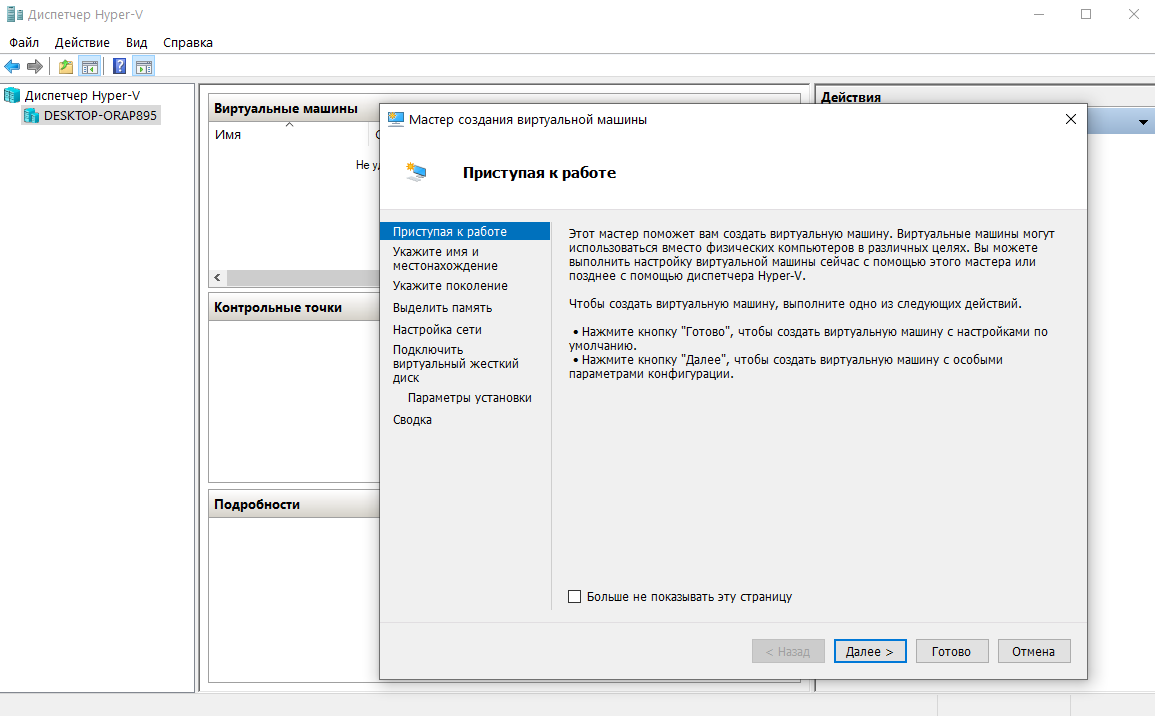 Диспетчер Hyper-V
Файл Действие Вид Справка
Диспетчер Hyper-V
DESKTOP-ORAP895
Виртуальные машины
Имя
Не
Контрольные точки
Подробности
Действия
Мастер создания виртуальной машины
Приступая к работе
Приступая к работе
Укажите имя и
местонахождение
Укажите поколение
Выделить память
Настройка сети
Подключить
виртуальный жесткий
диск
Параметры установки
Сводка
Этот мастер поможет вам создать виртуальную машину. Виртуальные машины могут
использоваться вместо физических компьютеров в различных целях. Вы можете
выполнить настройку виртуальной машины сейчас с помощью этого мастера или
позднее с помощью диспетчера Hyper-V.
Чтобы создать виртуальную машину, выполните одно из следующих действий.
• Нажмите кнопку "Готово", чтобы создать виртуальную машину с настройками по
умолчанию.
• Нажмите кнопку "Далее", чтобы создать виртуальную машину с особыми
параметрами конфигурации.
Больше не показывать эту страницу
< Назад Далее > Готово Отмена